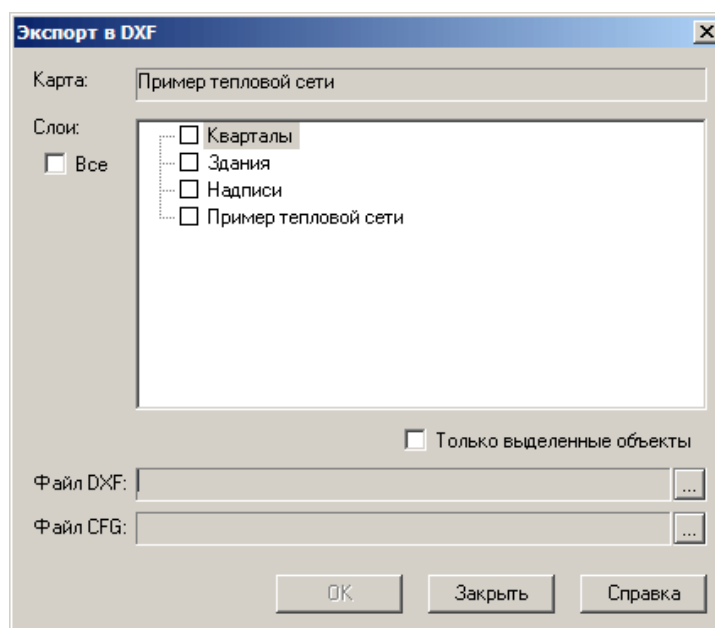 Экспорт в DXF
Карта: Пример тепловой сети
Слои:
Все
Кварталы
Здания
Надписи
Пример тепловой сети
Только выделенные объекты
Файл DXF: ...
Файл CFG: ...
OK Закрыть Справка